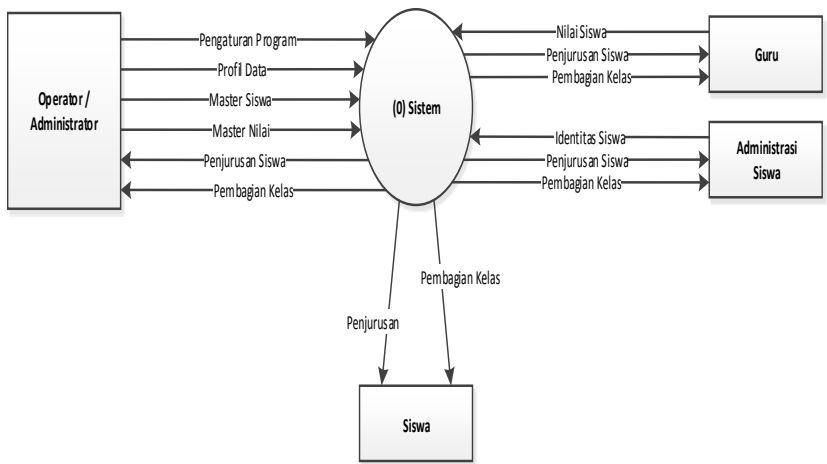 Operator /
Administrator
Pengaturan Program
Profil Data
Master Siswa
Master Nilai
Penjurusan Siswa
Pembagian Kelas
(0) Sistem
Nilai Siswa
Penjurusan Siswa
Pembagian Kelas
Guru
Identitas Siswa
Penjurusan Siswa
Pembagian Kelas
Administrasi
Siswa
Pembagian Kelas
Penjurusan
Siswa